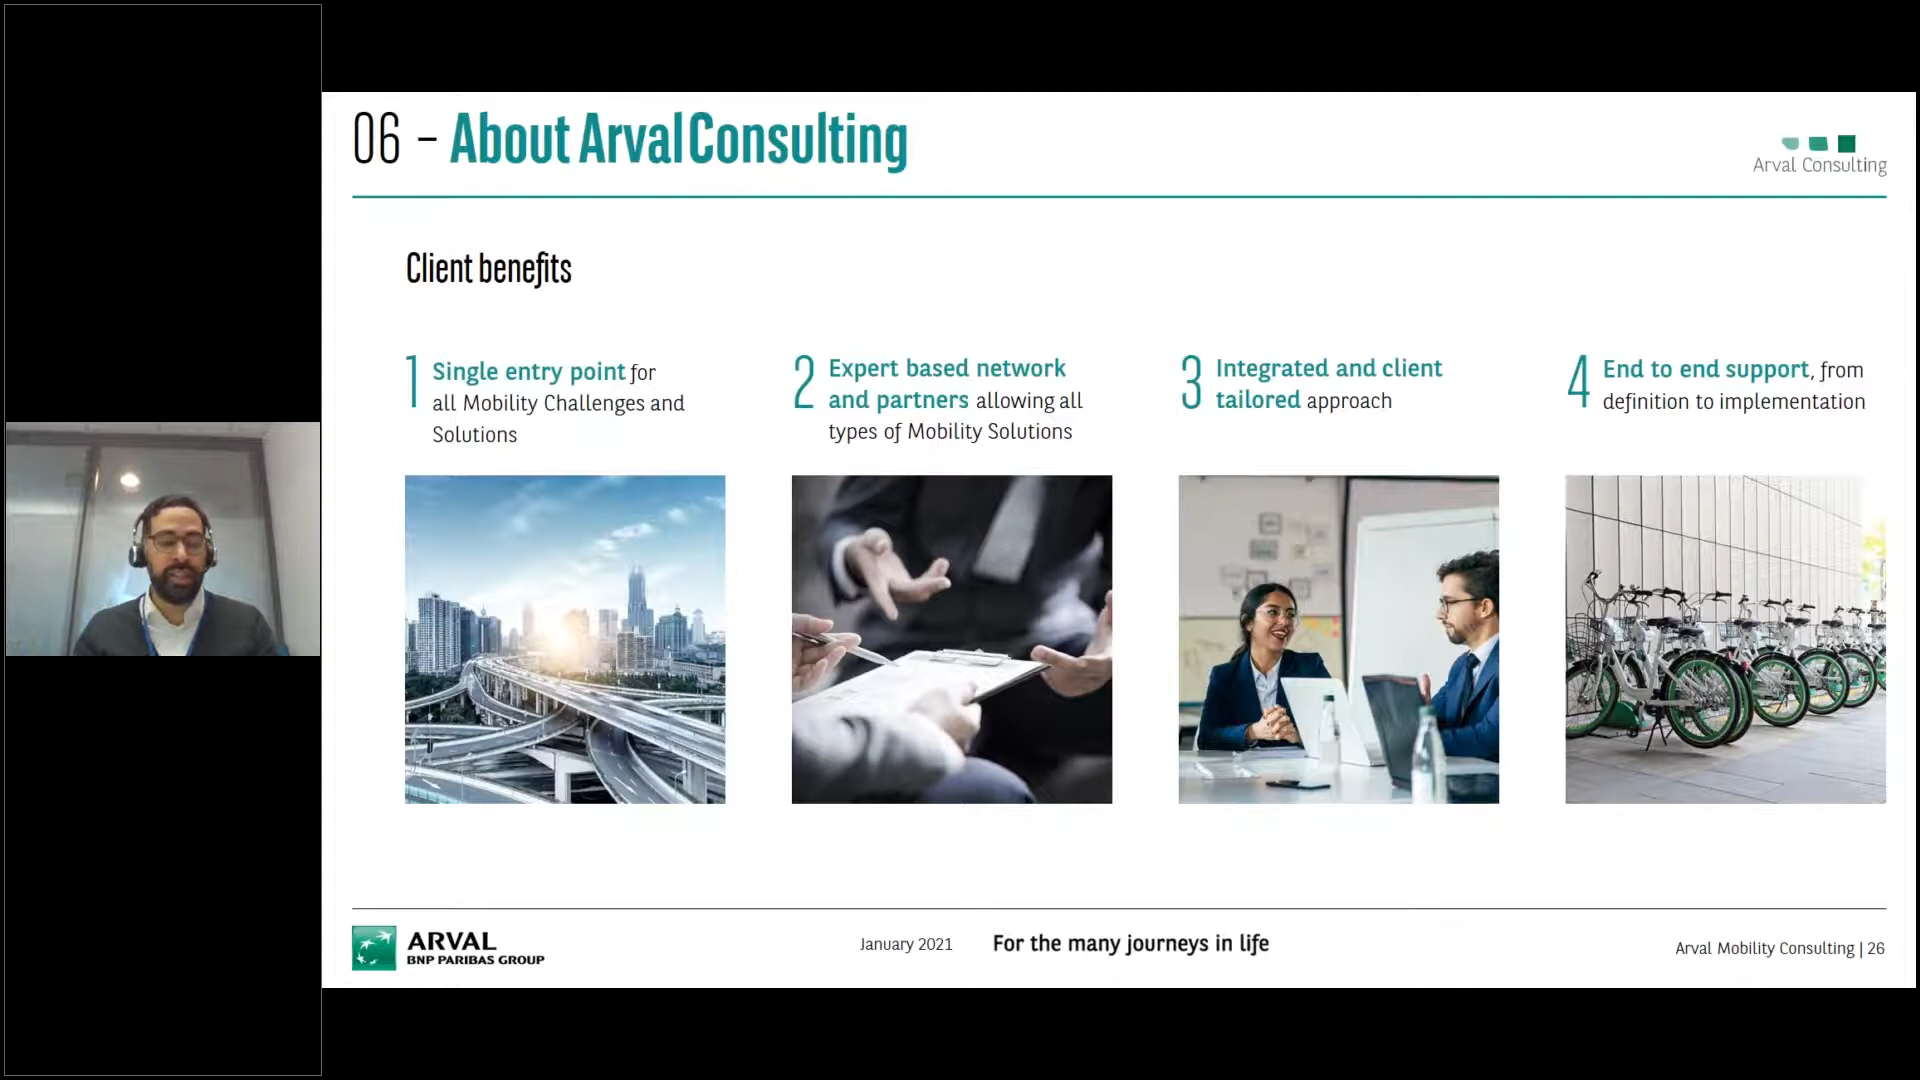 06 – About Arval Consulting
Arval Consulting
Client benefits
1 Single entry point for
all Mobility Challenges and
Solutions
2 Expert based network
and partners allowing all
types of Mobility Solutions
3 Integrated and client
tailored approach
4 End to end support, from
definition to implementation
ARVAL
BNP PARIBAS GROUP
January 2021
For the many journeys in life
Arval Mobility Consulting | 26